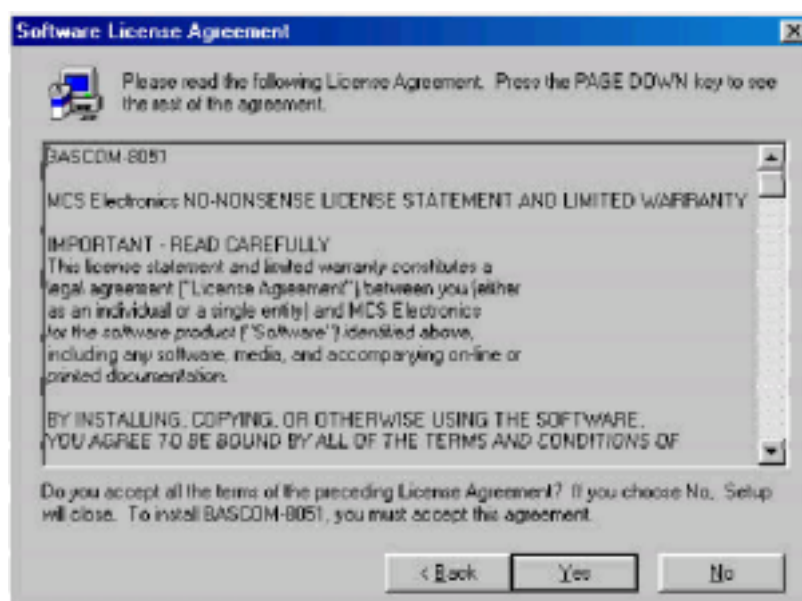 Software License Agreement
Please read the following License Agreement. Press the PAGE DOWN key to see
the rest of the agreement.
BASCOM-8051
MCS Electronics NO-NONSENSE LICENSE STATEMENT AND LIMITED WARRANTY
IMPORTANT - READ CAREFULLY
This license statement and limited warranty constitutes a
legal agreement ("License Agreement") between you (either
as an individual or a single entity) and MCS Electronics
for the software product ("Software") identified above,
including any software, media, and accompanying on-line or
printed documentation.
BY INSTALLING, COPYING, OR OTHERWISE USING THE SOFTWARE,
YOU AGREE TO BE BOUND BY ALL OF THE TERMS AND CONDITIONS OF
Do you accept all the terms of the preceding License Agreement? If you choose No, Setup
will close. To install BASCOM-8051, you must accept this agreement.
< Back
Yes
No